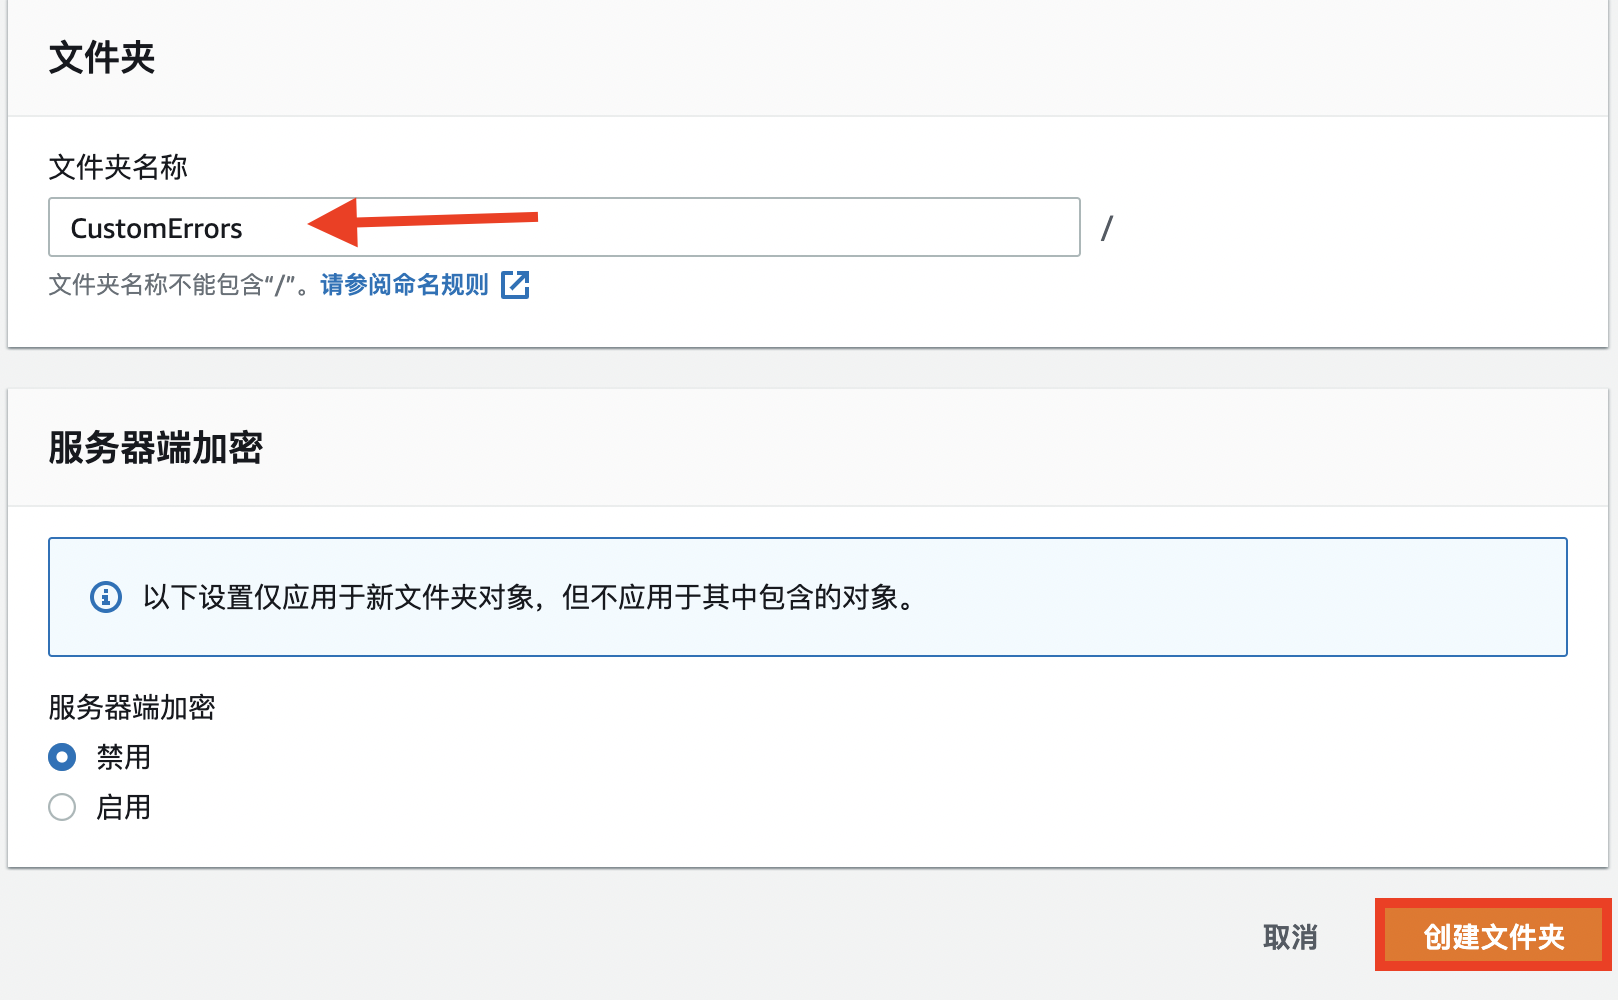 文件夹
文件夹名称
CustomErrors
/
文件夹名称不能包含“/”。请参阅命名规则
服务器端加密
以下设置仅应用于新文件夹对象，但不应用于其中包含的对象。
服务器端加密
禁用
启用
取消
创建文件夹